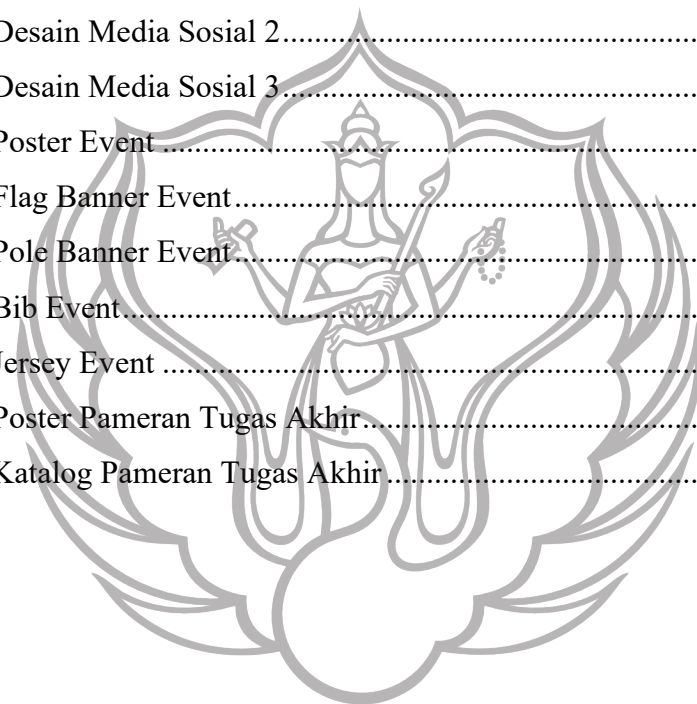 Desain Media Sosial 2..................................................
Desain Media Sosial 3..................................................
Poster Event ................................................................
Flag Banner Event.......................................................
Pole Banner Event.......................................................
Bib Event.....................................................................
Jersey Event ................................................................
Poster Pameran Tugas Akhir........................................
Katalog Pameran Tugas Akhir.....................................